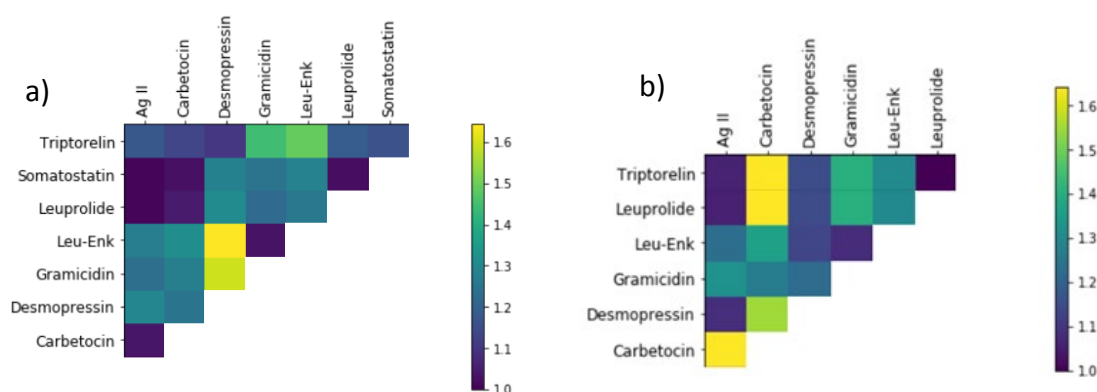 a)
Ag II
Carbetocin
Desmopressin
Gramicidin
Leu-Enk
Leuprolide
Somatostatin
Triptorelin
Somatostatin
Leuprolide
Leu-Enk
Gramicidin
Desmopressin
Carbetocin
1.6
1.5
1.4
1.3
1.2
1.1
1.0
b)
Ag II
Carbetocin
Desmopressin
Gramicidin
Leu-Enk
Leuprolide
Triptorelin
Leuprolide
Leu-Enk
Gramicidin
Desmopressin
Carbetocin
1.6
1.5
1.4
1.3
1.2
1.1
1.0